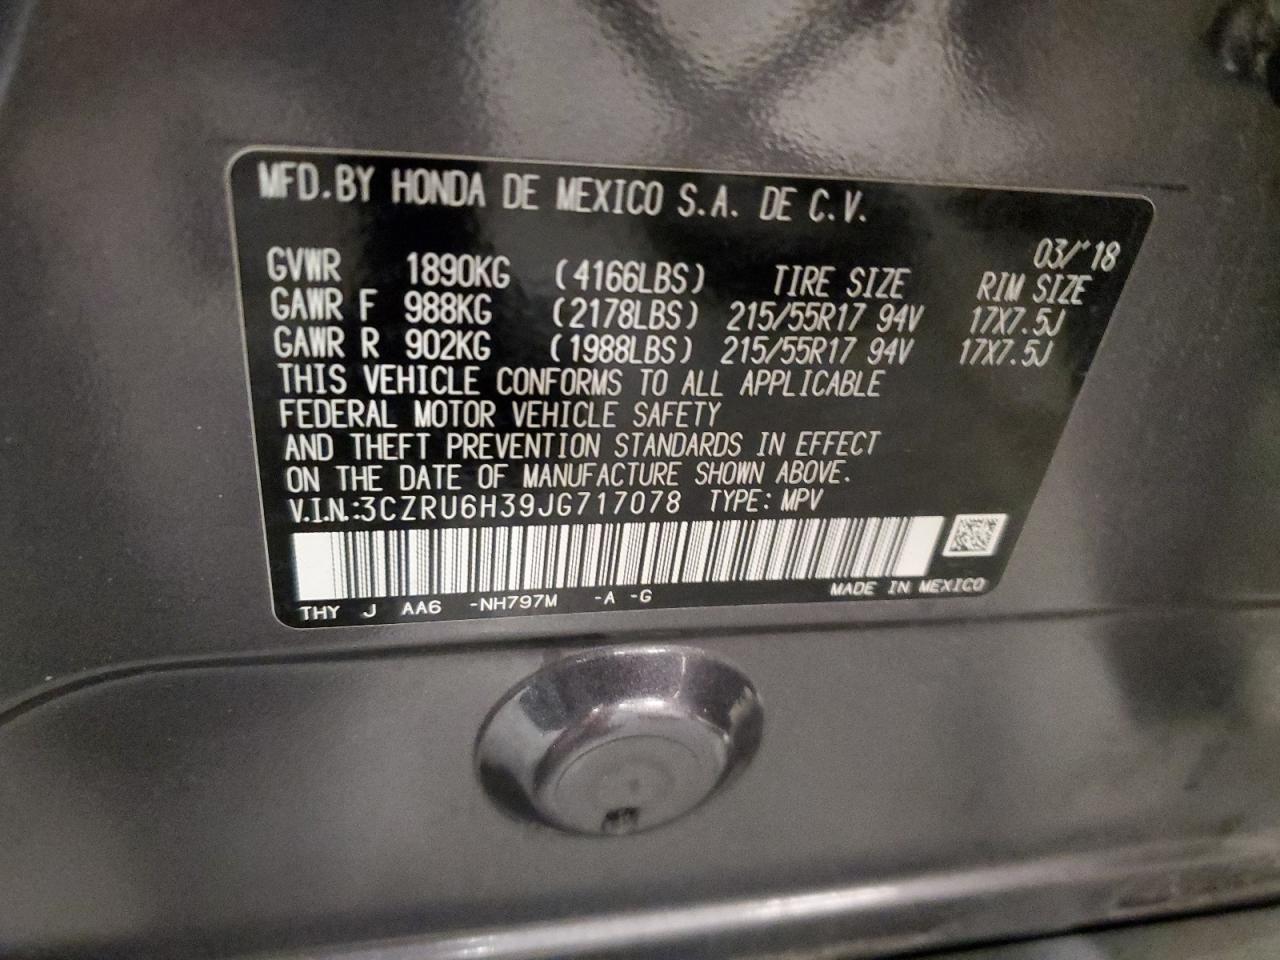 MFD.BY HONDA DE MEXICO S.A. DE C.V.
03/'18
GVWR 1890KG (4166LBS) TIRE SIZE RIM SIZE
GAWR F 988KG (2178LBS) 215/55R17 94V 17X7.5J
GAWR R 902KG (1988LBS) 215/55R17 94V 17X7.5J
THIS VEHICLE CONFORMS TO ALL APPLICABLE
FEDERAL MOTOR VEHICLE SAFETY
AND THEFT PREVENTION STANDARDS IN EFFECT
ON THE DATE OF MANUFACTURE SHOWN ABOVE.
V.I.N.:3CZRU6H39JG717078 TYPE: MPV
THY J AA6 -NH797M -A -G MADE IN MEXICO